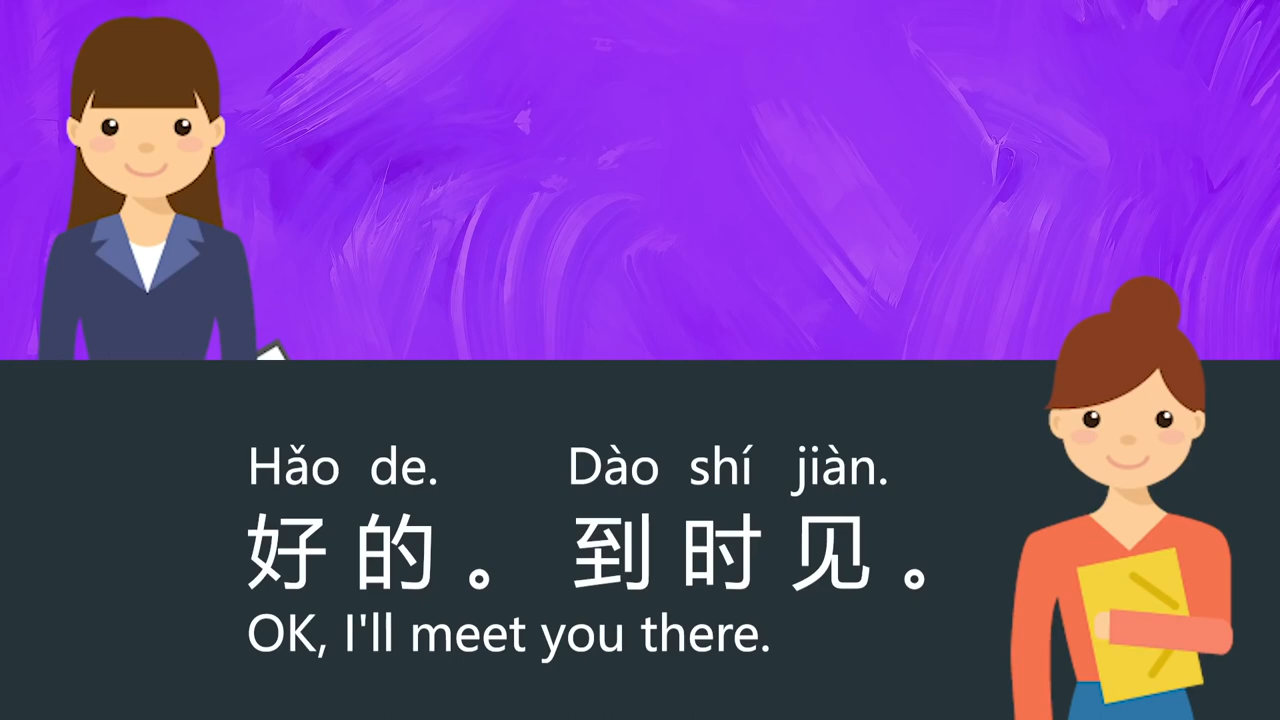 Hǎo de. Dào shí jiàn.
好的。到时见。
OK, I'll meet you there.